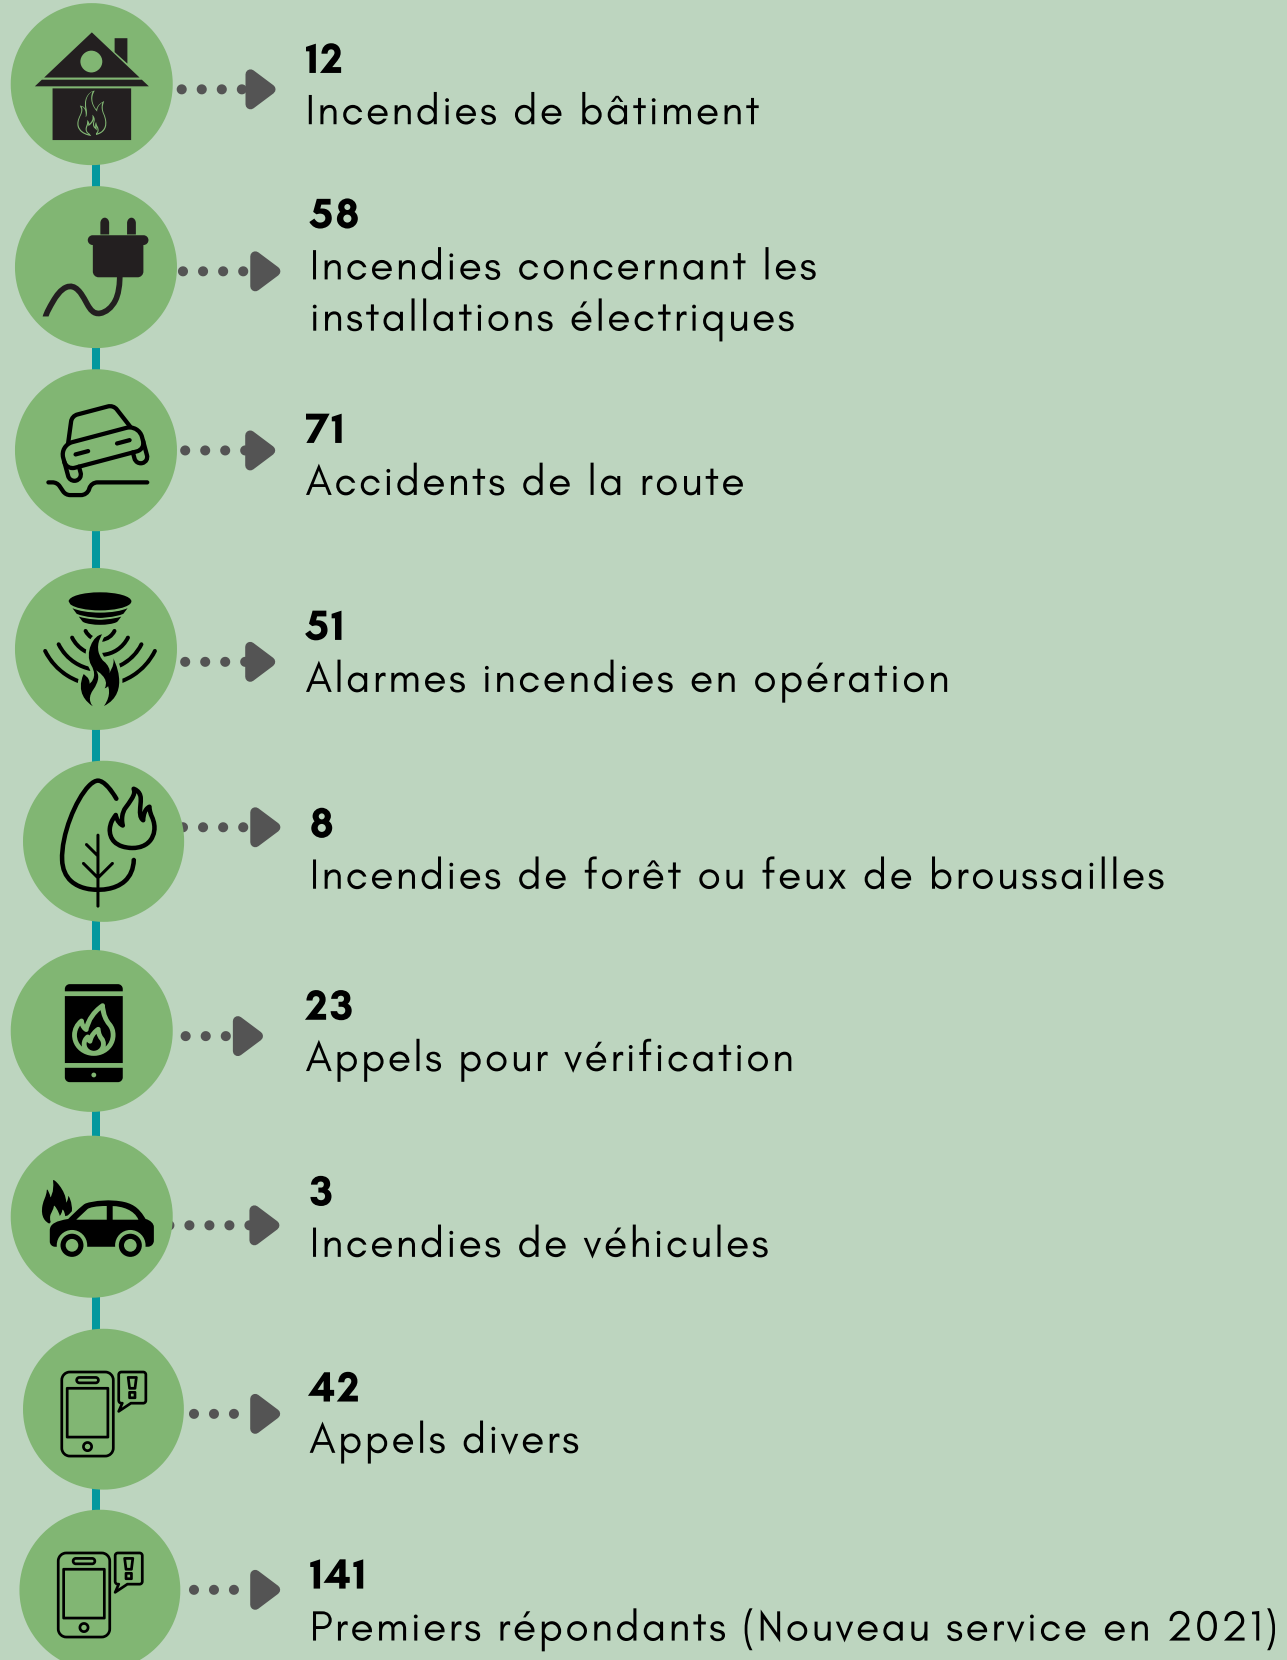 12
Incendies de bâtiment
58
Incendies concernant les
installations électriques
71
Accidents de la route
51
Alarmes incendies en opération
8
Incendies de forêt ou feux de broussailles
23
Appels pour vérification
3
Incendies de véhicules
42
Appels divers
141
Premiers répondants (Nouveau service en 2021)